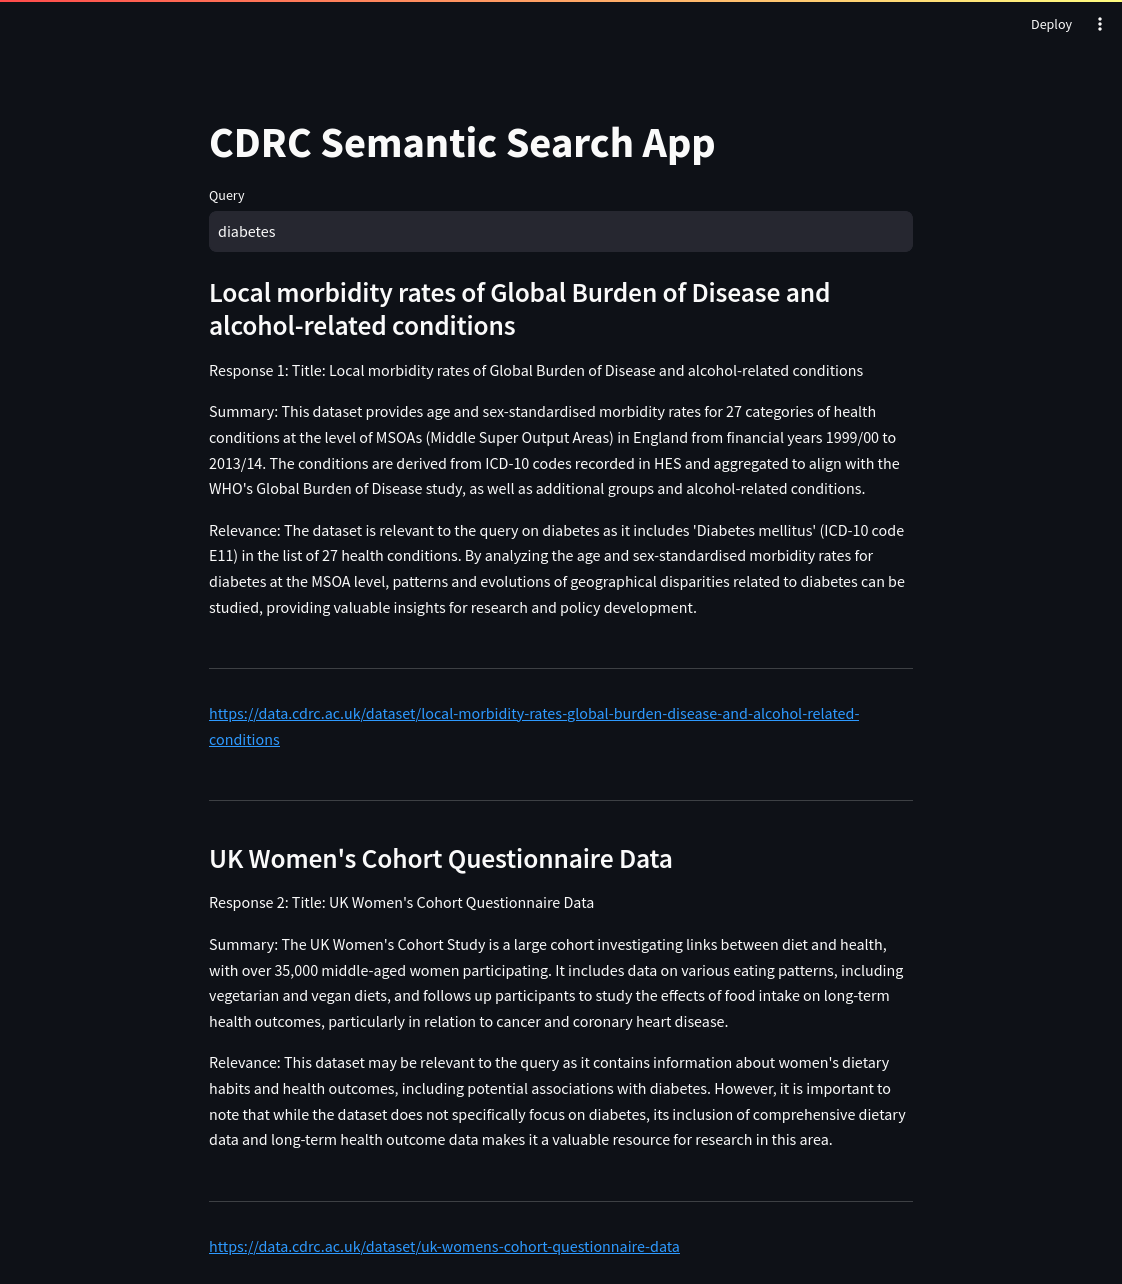 Deploy
CDRC Semantic Search App
Query
diabetes
Local morbidity rates of Global Burden of Disease and
alcohol-related conditions
Response 1: Title: Local morbidity rates of Global Burden of Disease and alcohol-related conditions
Summary: This dataset provides age and sex-standardised morbidity rates for 27 categories of health
conditions at the level of MSOAs (Middle Super Output Areas) in England from financial years 1999/00 to
2013/14. The conditions are derived from ICD-10 codes recorded in HES and aggregated to align with the
WHO's Global Burden of Disease study, as well as additional groups and alcohol-related conditions.
Relevance: The dataset is relevant to the query on diabetes as it includes 'Diabetes mellitus' (ICD-10 code
E11) in the list of 27 health conditions. By analyzing the age and sex-standardised morbidity rates for
diabetes at the MSOA level, patterns and evolutions of geographical disparities related to diabetes can be
studied, providing valuable insights for research and policy development.
https://data.cdrc.ac.uk/dataset/local-morbidity-rates-global-burden-disease-and-alcohol-related-
conditions
UK Women's Cohort Questionnaire Data
Response 2: Title: UK Women's Cohort Questionnaire Data
Summary: The UK Women's Cohort Study is a large cohort investigating links between diet and health,
with over 35,000 middle-aged women participating. It includes data on various eating patterns, including
vegetarian and vegan diets, and follows up participants to study the effects of food intake on long-term
health outcomes, particularly in relation to cancer and coronary heart disease.
Relevance: This dataset may be relevant to the query as it contains information about women's dietary
habits and health outcomes, including potential associations with diabetes. However, it is important to
note that while the dataset does not specifically focus on diabetes, its inclusion of comprehensive dietary
data and long-term health outcome data makes it a valuable resource for research in this area.
https://data.cdrc.ac.uk/dataset/uk-womens-cohort-questionnaire-data